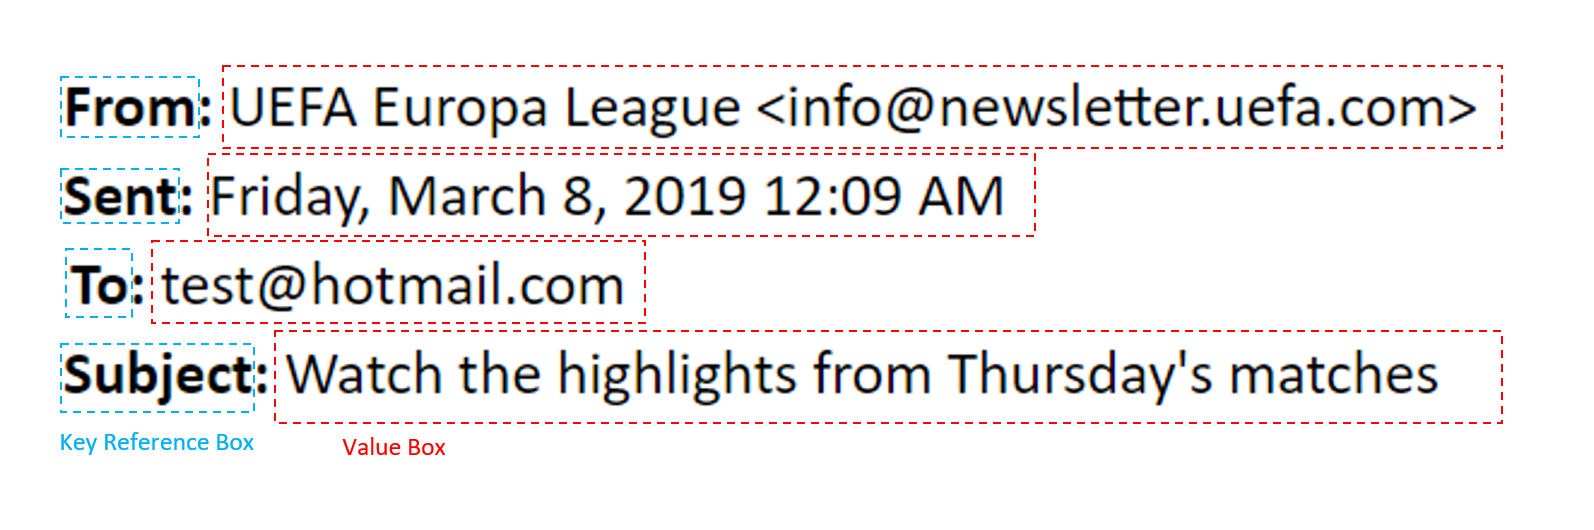 From: UEFA Europa League <info@newsletter.uefa.com>
Sent: Friday, March 8, 2019 12:09 AM
To: test@hotmail.com
Subject: Watch the highlights from Thursday's matches
Key Reference Box Value Box